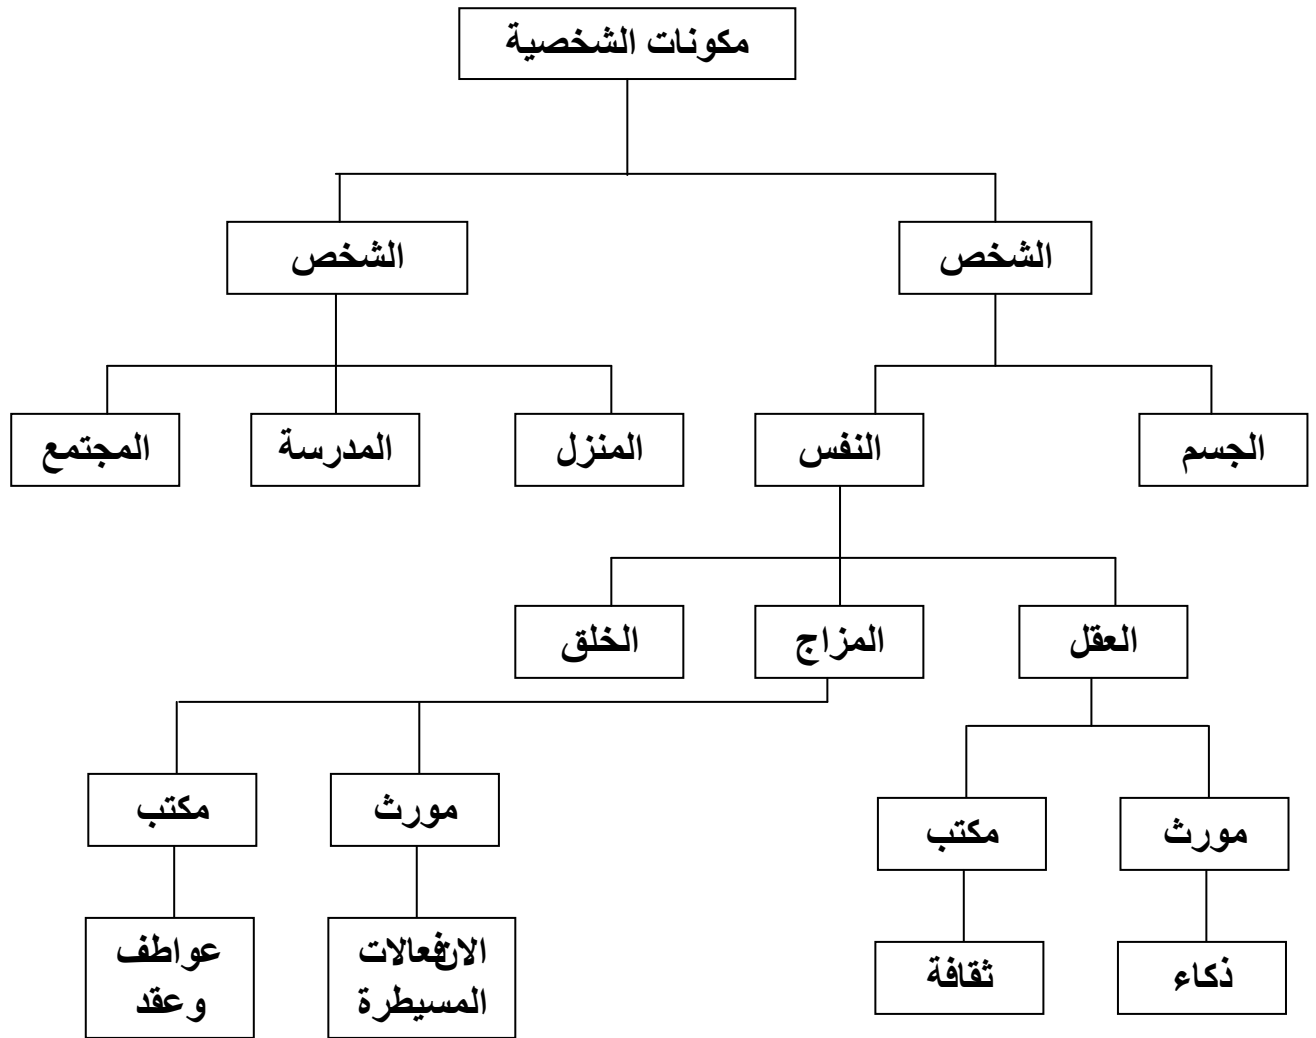 مكونات الشخصية
الشخص
الشخص
الجسم
النفس
المنزل
المدرسة
المجتمع
العقل
المزاج
الخلق
مورث
مكتب
مورث
مكتب
ذكاء
ثقافة
الانفعالات
المسيطرة
عواطف
وعقد